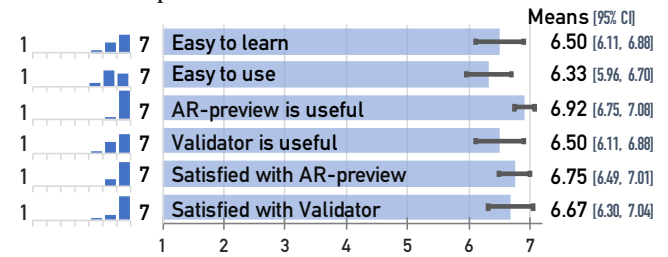 Means [95% CI]
1 7 Easy to learn 6.50 [6.11, 6.88]
1 7 Easy to use 6.33 [5.96, 6.70]
1 7 AR-preview is useful 6.92 [6.75, 7.08]
1 7 Validator is useful 6.50 [6.11, 6.88]
1 7 Satisfied with AR-preview 6.75 [6.49, 7.01]
1 7 Satisfied with Validator 6.67 [6.30, 7.04]
1 2 3 4 5 6 7